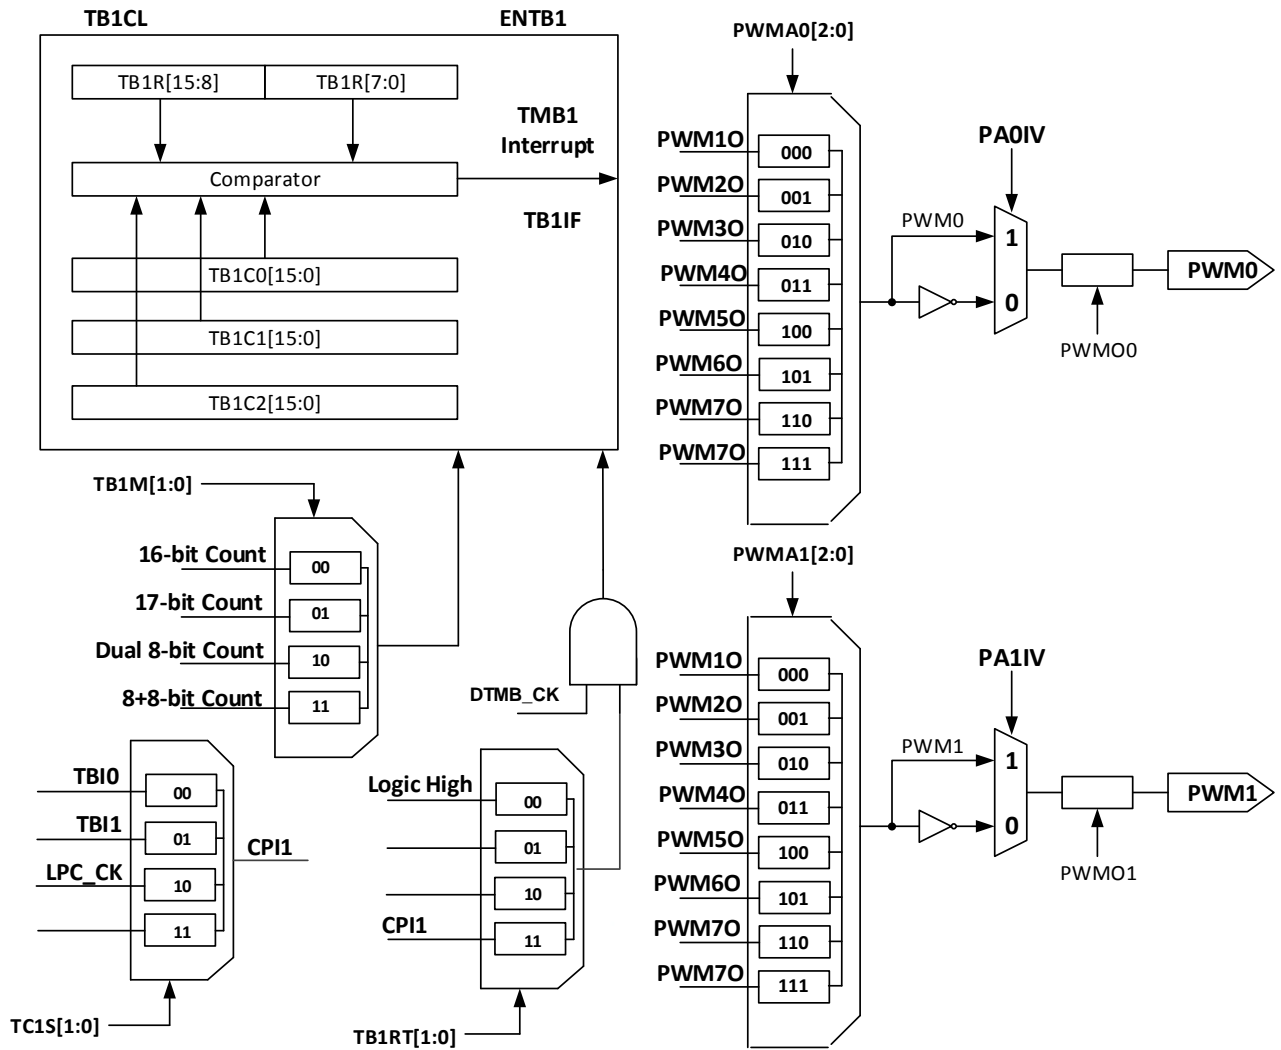 TB1CL
ENTB1
TB1R[15:8]
TB1R[7:0]
TMB1
Interrupt
Comparator
TB1IF
TB1C0[15:0]
TB1C1[15:0]
TB1C2[15:0]
TB1M[1:0]
16-bit Count
00
17-bit Count
01
Dual 8-bit Count
10
8+8-bit Count
11
DTMB_CK
TBI0
00
TBI1
01
LPC_CK
10
11
CPI1
TC1S[1:0]
Logic High
00
01
10
CPI1
11
TB1RT[1:0]
PWMA0[2:0]
PWM1O
000
PWM2O
001
PWM3O
010
PWM4O
011
PWM5O
100
PWM6O
101
PWM7O
110
PWM7O
111
PA0IV
PWM0
1
0
PWM0
PWMO0
PWMA1[2:0]
PWM1O
000
PWM2O
001
PWM3O
010
PWM4O
011
PWM5O
100
PWM6O
101
PWM7O
110
PWM7O
111
PA1IV
PWM1
1
0
PWM1
PWMO1